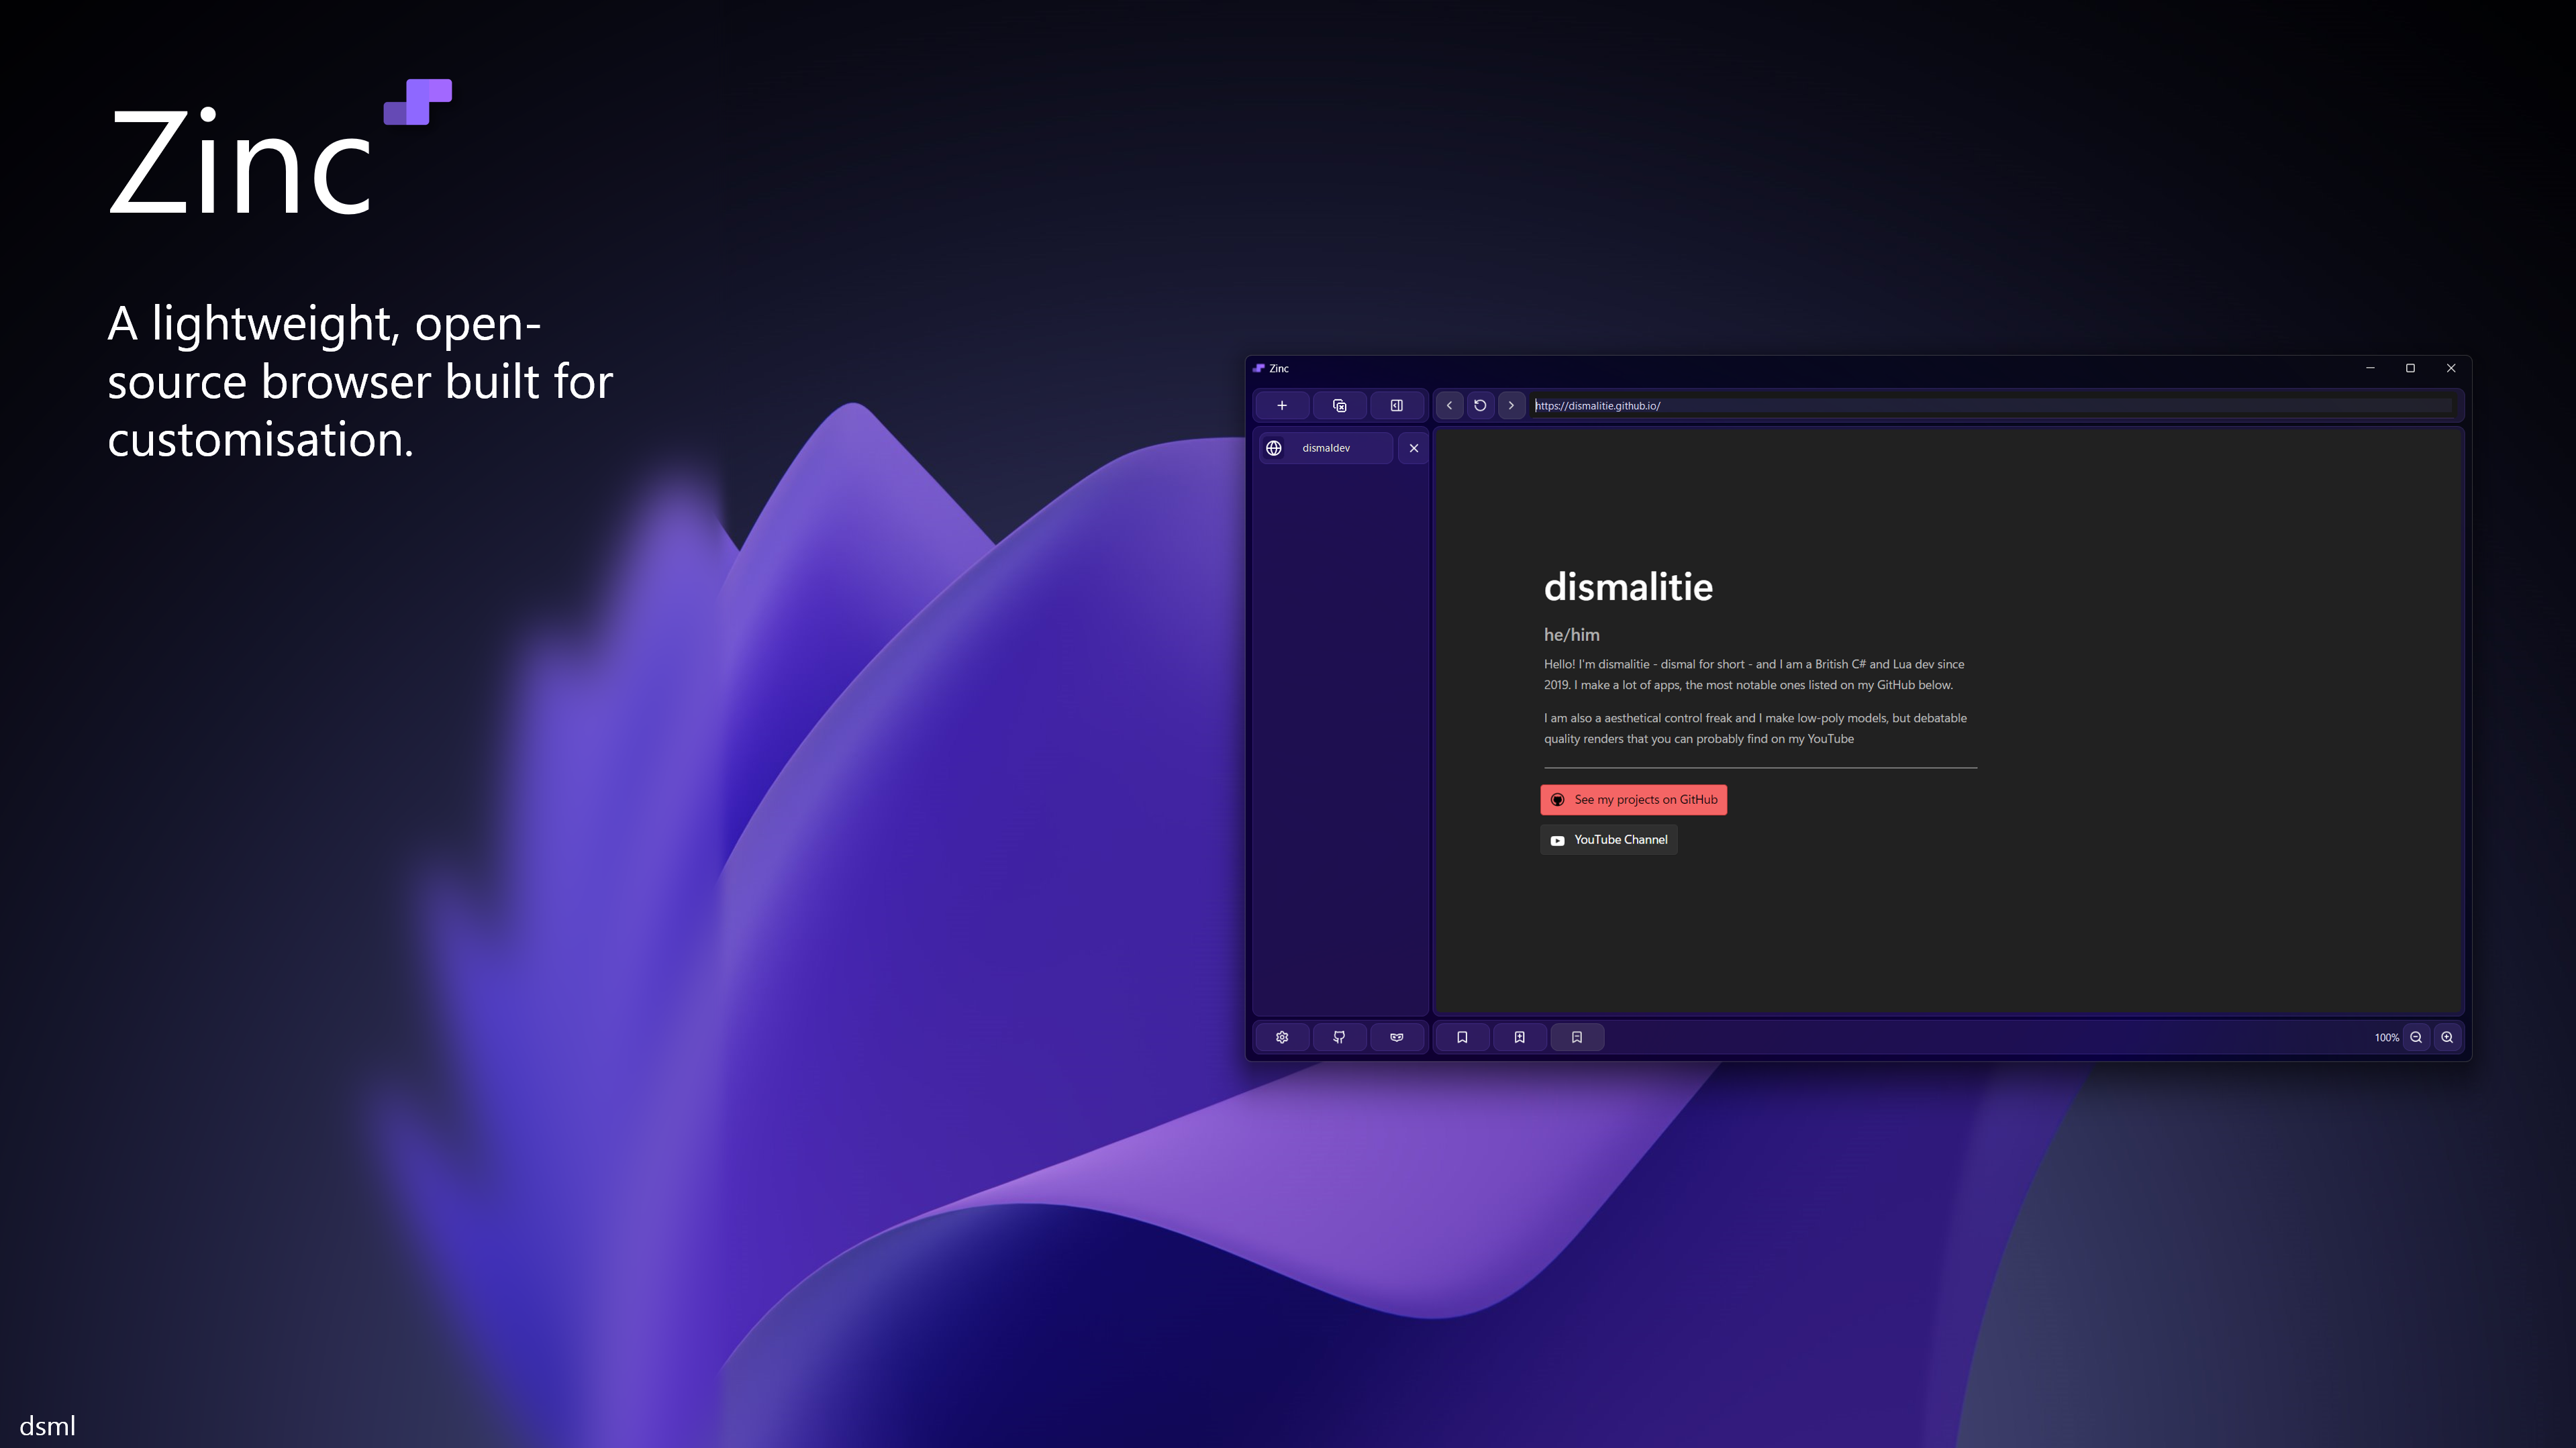 Zinc
A lightweight, open-
source browser built for
customisation.
Zinc
https://dismalitie.github.io/
dismaldev
dismalitie
he/him
Hello! I'm dismalitie - dismal for short - and I am a British C# and Lua dev since
2019. I make a lot of apps, the most notable ones listed on my GitHub below.
I am also a aesthetical control freak and I make low-poly models, but debatable
quality renders that you can probably find on my YouTube
See my projects on GitHub
YouTube Channel
100%
dsml